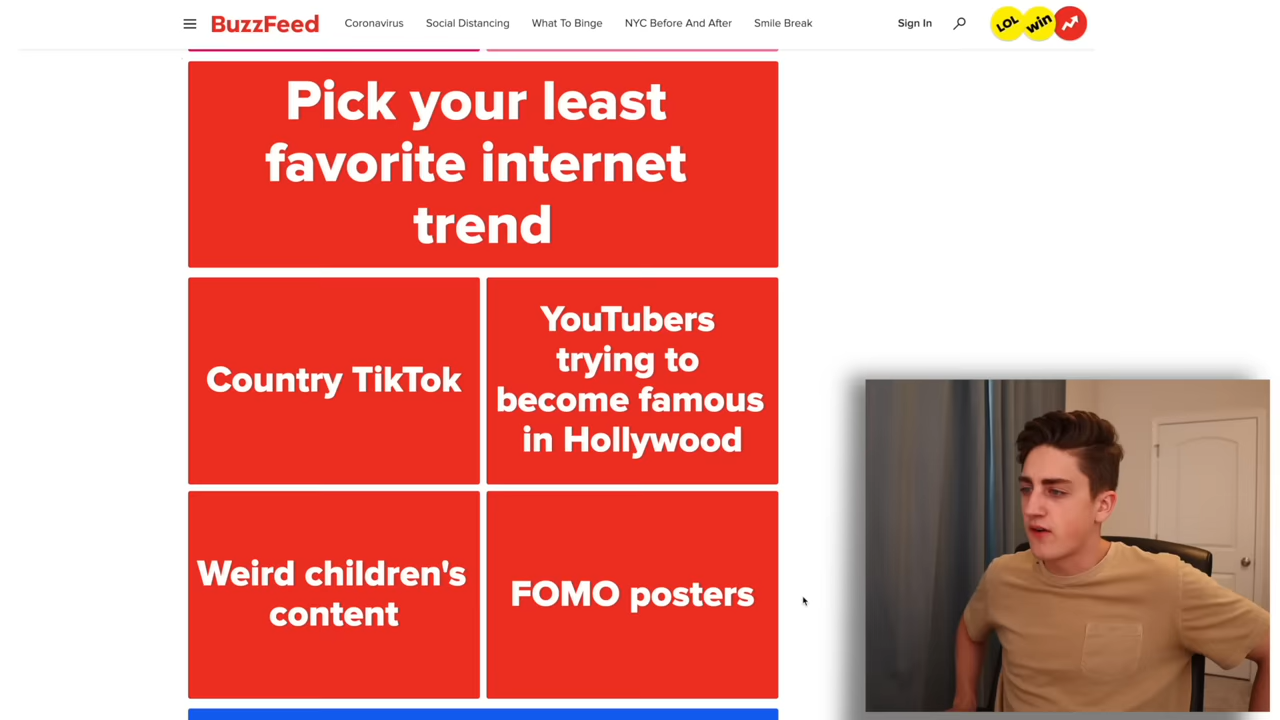 BuzzFeed
Coronavirus
Social Distancing
What To Binge
NYC Before And After
Smile Break
Sign In
LOL
win
Pick your least
favorite internet
trend
Country TikTok
YouTubers
trying to
become famous
in Hollywood
Weird children's
content
FOMO posters